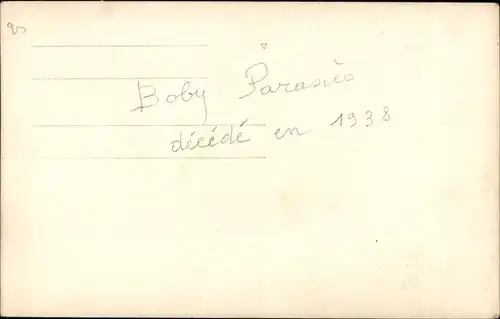 Boby Parasiès
décédé en 1938